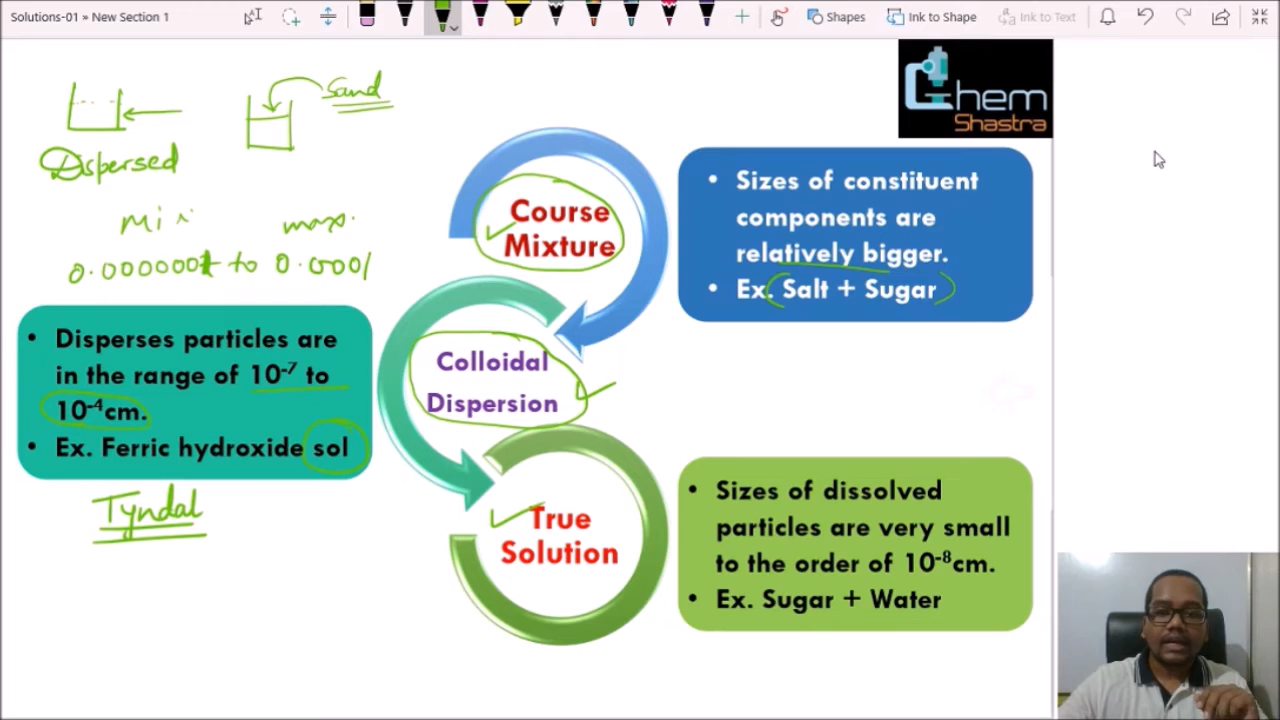 Solutions-01 » New Section 1
Shapes
Ink to Shape
Ink to Text
Chem
Shastra
Sand
Dispersed
Min
max.
0.0000001 to 0.0001
Course
Mixture
• Sizes of constituent
components are
relatively bigger.
• Ex. Salt + Sugar
• Disperses particles are
in the range of 10⁻⁷ to
10⁻⁴cm.
• Ex. Ferric hydroxide sol
Colloidal
Dispersion
Tyndal
True
Solution
• Sizes of dissolved
particles are very small
to the order of 10⁻⁸cm.
• Ex. Sugar + Water